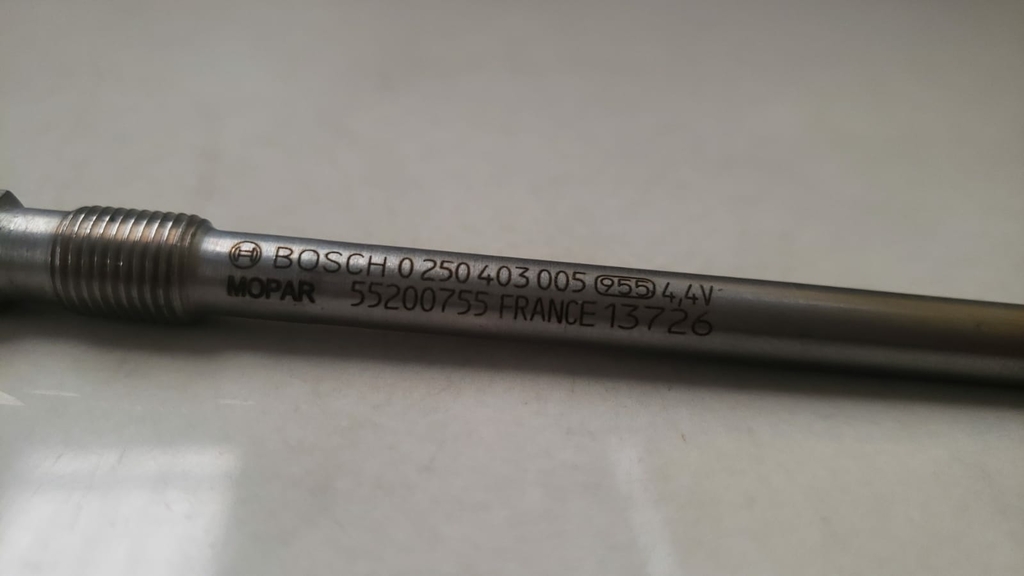 BOSCH 0 250 403 005 955 4,4V
MOPAR 55200755 FRANCE 13726